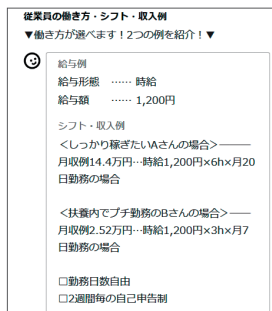 従業員の働き方・シフト・収入例
▼働き方が選べます！2つの例を紹介！▼
給与例
給与形態 …… 時給
給与額 …… 1,200円
シフト・収入例
＜しっかり稼ぎたいAさんの場合＞――
月収例14.4万円…時給1,200円×6h×月20
日勤務の場合
＜扶養内でプチ勤務のBさんの場合＞――
月収例2.52万円…時給1,200円×3h×月7
日勤務の場合
□勤務日数自由
□2週間毎の自己申告制